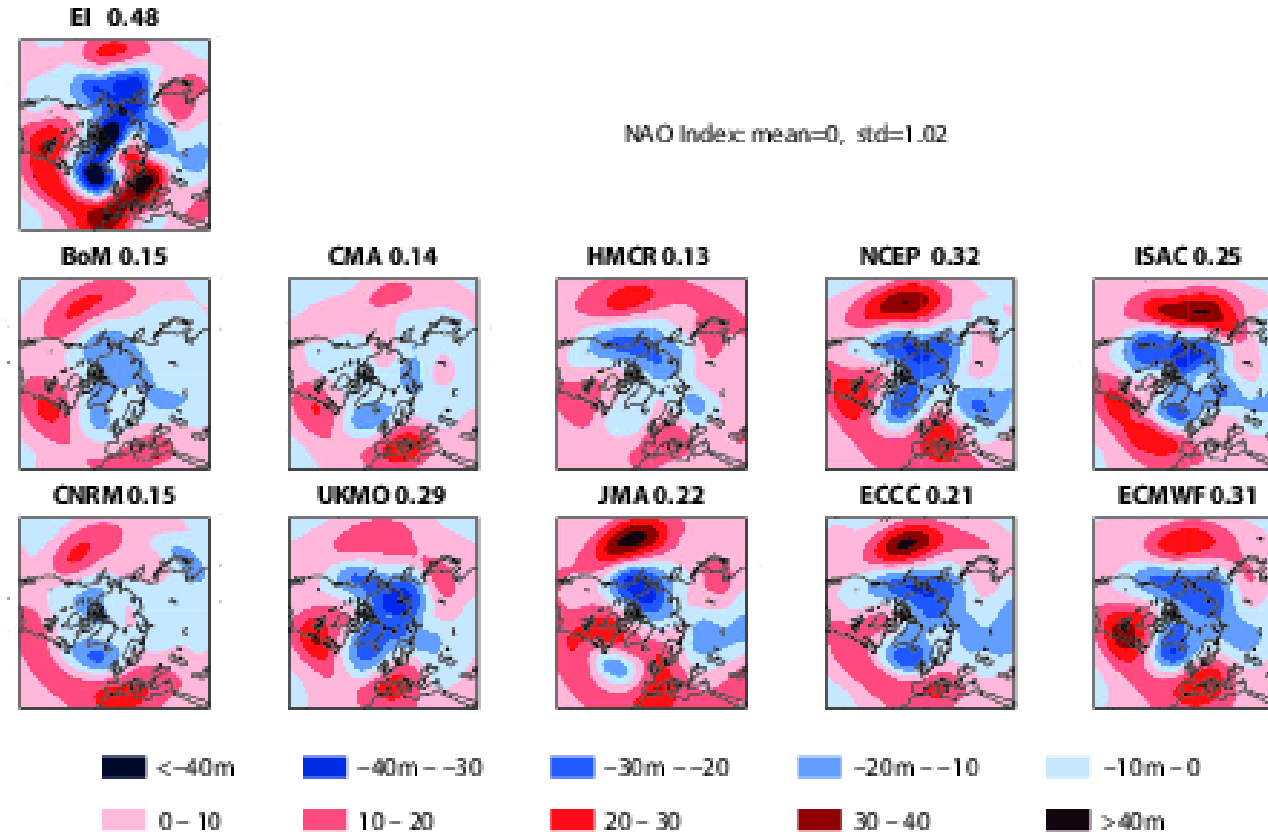 EI 0.48
NAO Index: mean=0, std=1.02
BoM 0.15
CMA 0.14
HMCR 0.13
NCEP 0.32
ISAC 0.25
CNRM 0.15
UKMO 0.29
JMA 0.22
ECCC 0.21
ECMWF 0.31
<-40m
-40m – -30
-30m – -20
-20m – -10
-10m – 0
0 – 10
10 – 20
20 – 30
30 – 40
>40m